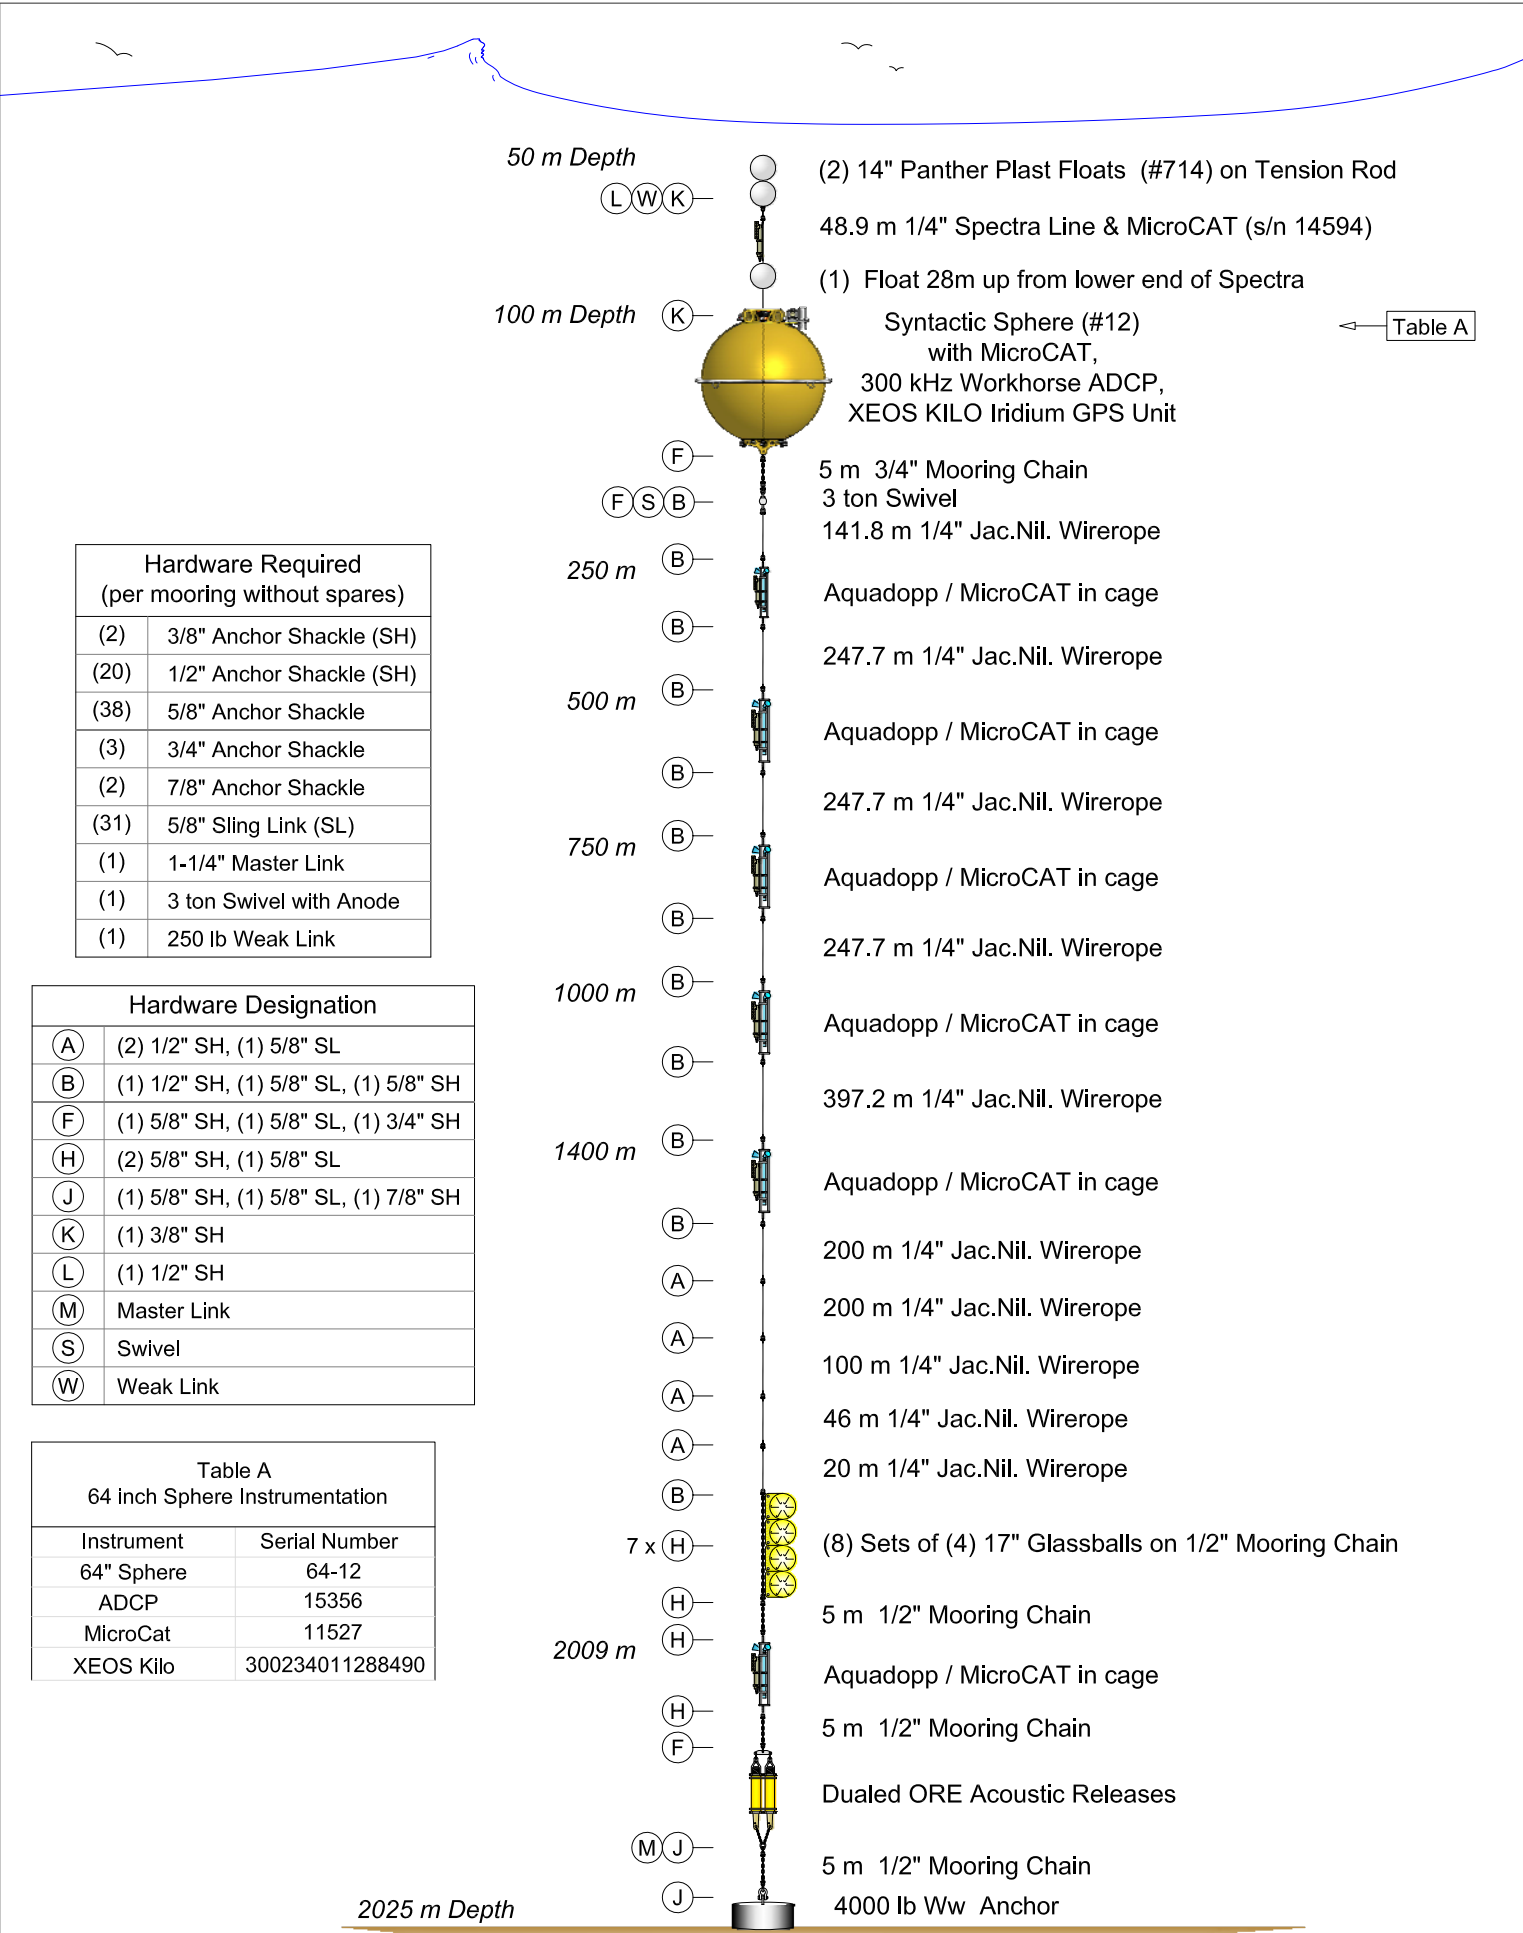 50 m Depth
(2) 14" Panther Plast Floats (#714) on Tension Rod
L W K
48.9 m 1/4" Spectra Line & MicroCAT (s/n 14594)
(1) Float 28m up from lower end of Spectra
100 m Depth K
Syntactic Sphere (#12)
with MicroCAT,
300 kHz Workhorse ADCP,
XEOS KILO Iridium GPS Unit
Table A
F
5 m 3/4" Mooring Chain
F S B
3 ton Swivel
141.8 m 1/4" Jac.Nil. Wirerope
250 m B
Aquadopp / MicroCAT in cage
B
247.7 m 1/4" Jac.Nil. Wirerope
500 m B
Aquadopp / MicroCAT in cage
B
247.7 m 1/4" Jac.Nil. Wirerope
750 m B
Aquadopp / MicroCAT in cage
B
247.7 m 1/4" Jac.Nil. Wirerope
1000 m B
Aquadopp / MicroCAT in cage
B
397.2 m 1/4" Jac.Nil. Wirerope
1400 m B
Aquadopp / MicroCAT in cage
B
200 m 1/4" Jac.Nil. Wirerope
A
200 m 1/4" Jac.Nil. Wirerope
A
100 m 1/4" Jac.Nil. Wirerope
A
46 m 1/4" Jac.Nil. Wirerope
A
20 m 1/4" Jac.Nil. Wirerope
B
7 x H
(8) Sets of (4) 17" Glassballs on 1/2" Mooring Chain
H
5 m 1/2" Mooring Chain
2009 m H
Aquadopp / MicroCAT in cage
H
5 m 1/2" Mooring Chain
F
Dualed ORE Acoustic Releases
M J
5 m 1/2" Mooring Chain
J
4000 lb Ww Anchor
2025 m Depth
Hardware Required
(per mooring without spares)
(2) 3/8" Anchor Shackle (SH)
(20) 1/2" Anchor Shackle (SH)
(38) 5/8" Anchor Shackle
(3) 3/4" Anchor Shackle
(2) 7/8" Anchor Shackle
(31) 5/8" Sling Link (SL)
(1) 1-1/4" Master Link
(1) 3 ton Swivel with Anode
(1) 250 lb Weak Link
Hardware Designation
A (2) 1/2" SH, (1) 5/8" SL
B (1) 1/2" SH, (1) 5/8" SL, (1) 5/8" SH
F (1) 5/8" SH, (1) 5/8" SL, (1) 3/4" SH
H (2) 5/8" SH, (1) 5/8" SL
J (1) 5/8" SH, (1) 5/8" SL, (1) 7/8" SH
K (1) 3/8" SH
L (1) 1/2" SH
M Master Link
S Swivel
W Weak Link
Table A
64 inch Sphere Instrumentation
Instrument Serial Number
64" Sphere 64-12
ADCP 15356
MicroCat 11527
XEOS Kilo 300234011288490